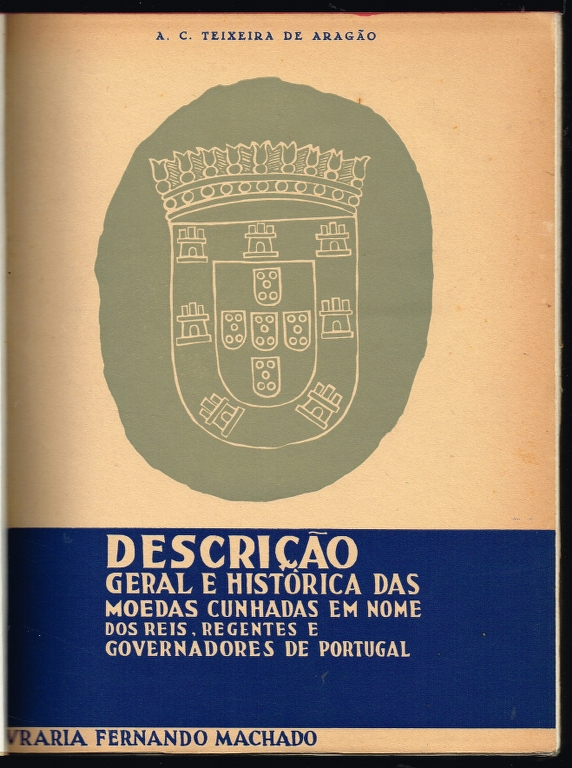 A. C. TEIXEIRA DE ARAGÃO
DESCRIÇÃO
GERAL E HISTÓRICA DAS
MOEDAS CUNHADAS EM NOME
DOS REIS, REGENTES E
GOVERNADORES DE PORTUGAL
VRARIA FERNANDO MACHADO